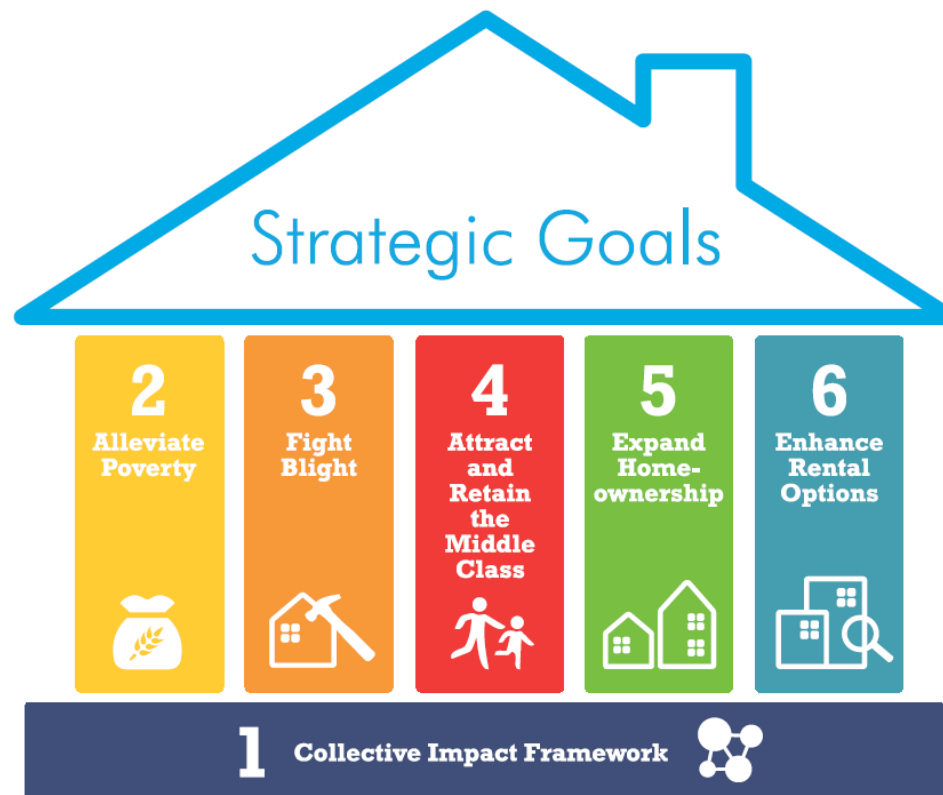 Strategic Goals
2
Alleviate
Poverty
3
Fight
Blight
4
Attract
and
Retain
the
Middle
Class
5
Expand
Home-
ownership
6
Enhance
Rental
Options
1 Collective Impact Framework